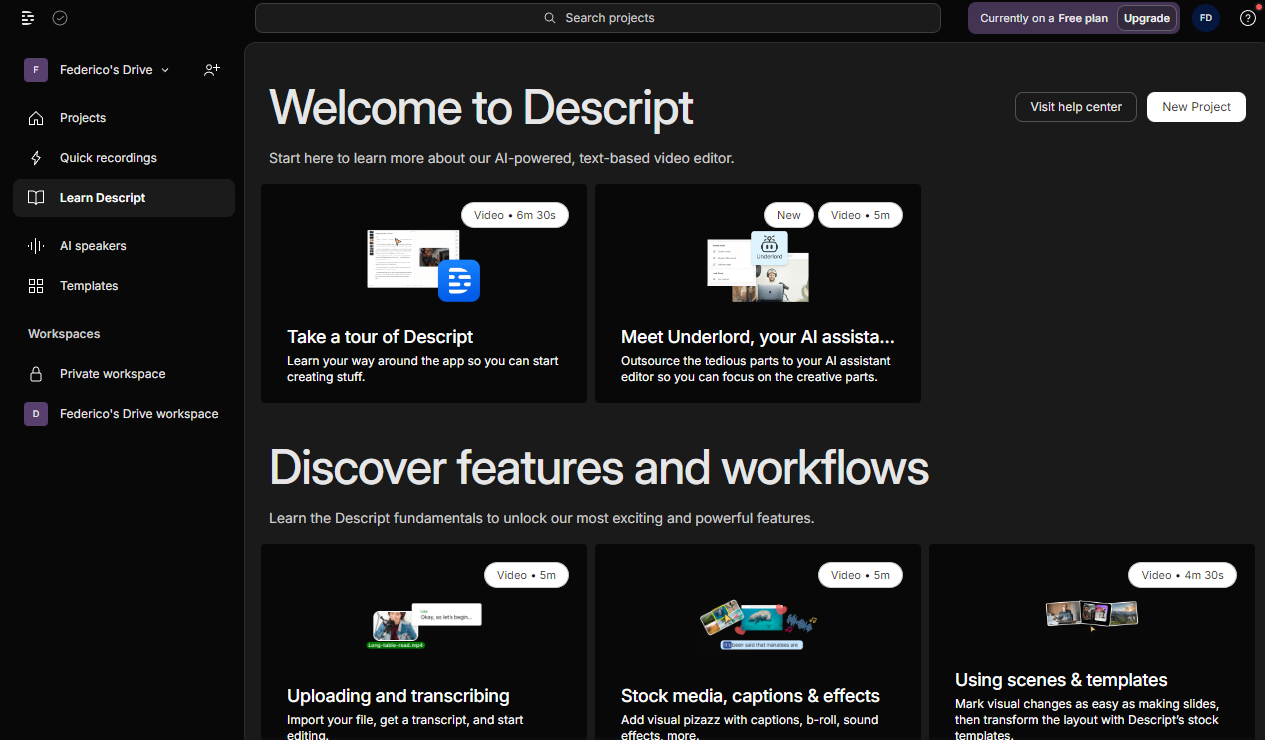 Search projects
Currently on a Free plan
Upgrade
FD
F
Federico's Drive
Projects
Quick recordings
Learn Descript
AI speakers
Templates
Workspaces
Private workspace
D
Federico's Drive workspace
Welcome to Descript
Visit help center
New Project
Start here to learn more about our AI-powered, text-based video editor.
Video • 6m 30s
Take a tour of Descript
Learn your way around the app so you can start
creating stuff.
New
Video • 5m
Underlord
Meet Underlord, your AI assista...
Outsource the tedious parts to your AI assistant
editor so you can focus on the creative parts.
Discover features and workflows
Learn the Descript fundamentals to unlock our most exciting and powerful features.
Video • 5m
Okay, so let's begin...
Long-table-read.mp4
Uploading and transcribing
Import your file, get a transcript, and start
editing.
Video • 5m
been said that manatees are
Stock media, captions & effects
Add visual pizazz with captions, b-roll, sound
effects, more.
Video • 4m 30s
Using scenes & templates
Mark visual changes as easy as making slides,
then transform the layout with Descript's stock
templates.